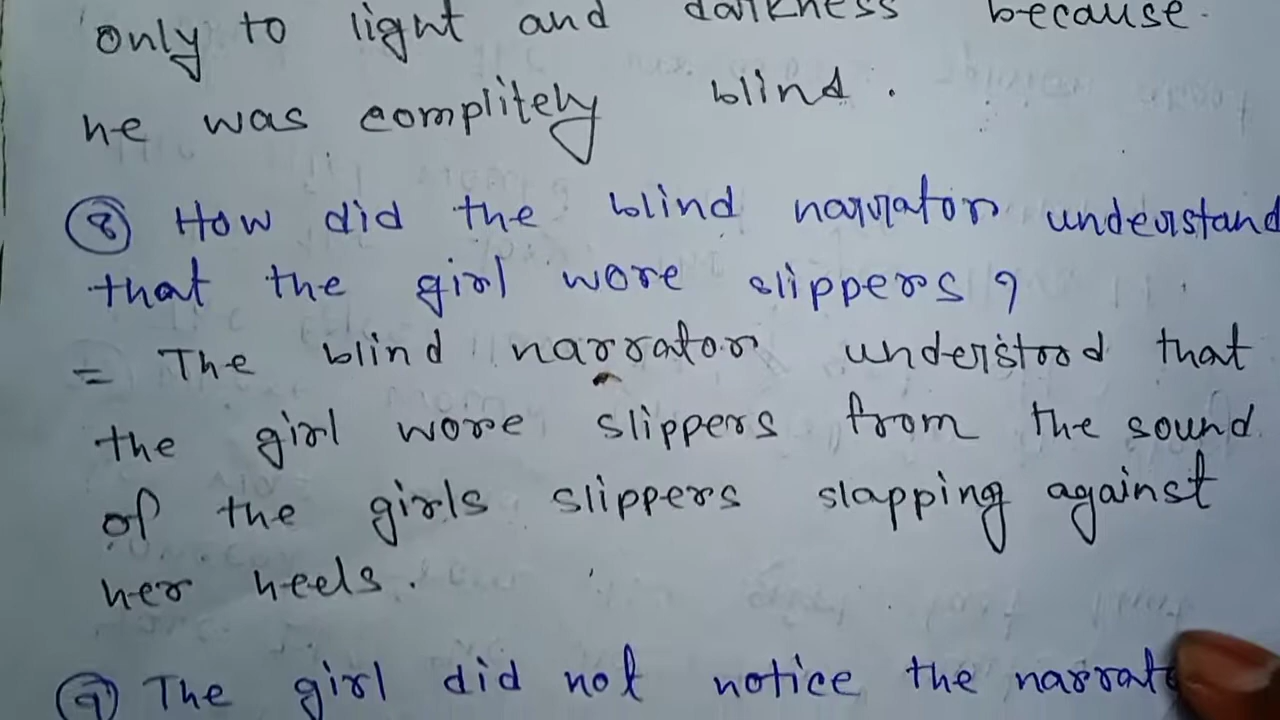 only to light and darkness because.
he was complitely blind.
⑧ How did the blind narrator understand
that the girl wore slippers ?
= The blind narrator understood that
the girl wore slippers from the sound
of the girls slippers slapping against
her heels.
⑨ The girl did not notice the